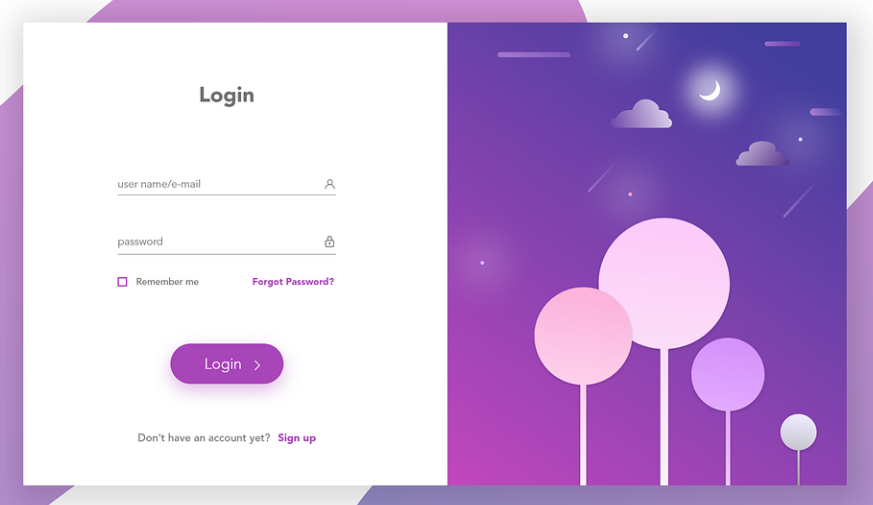 Login
user name/e-mail
password
Remember me Forgot Password?
Login
Don't have an account yet? Sign up